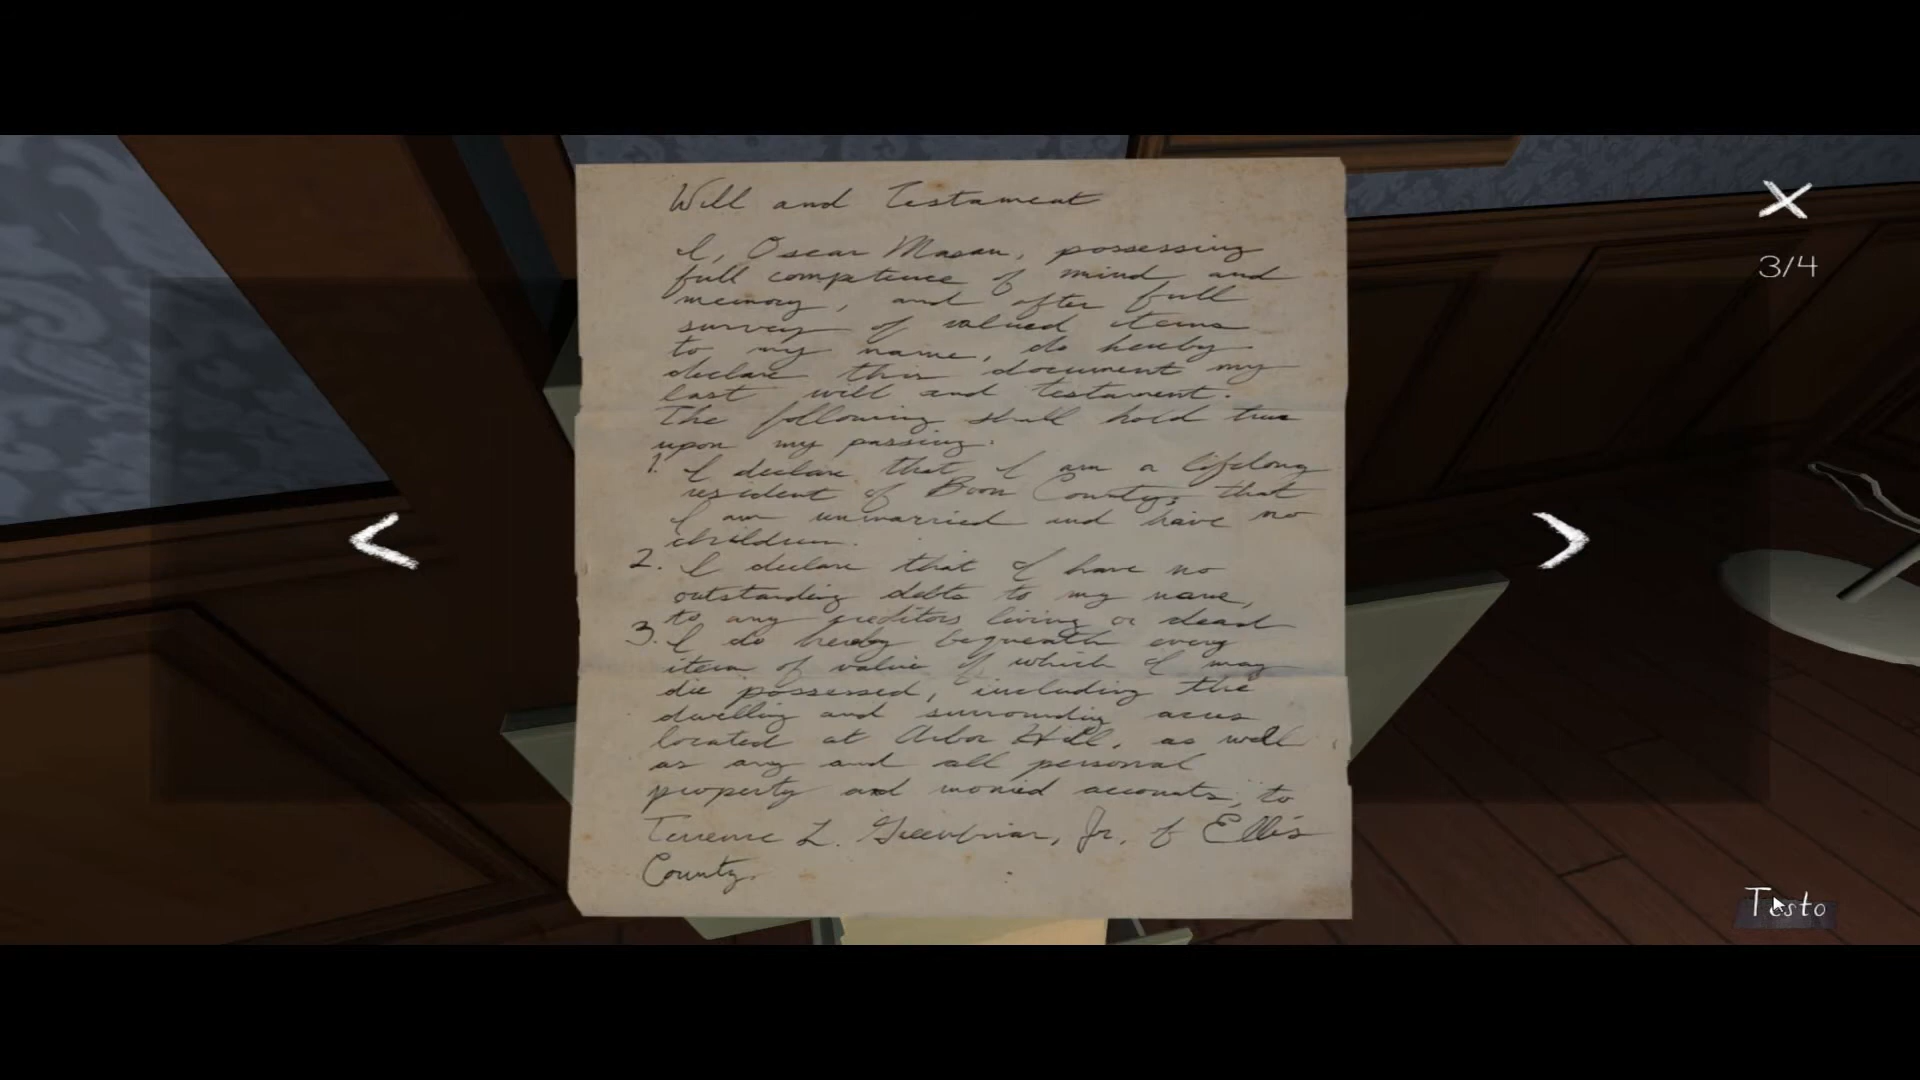 Will and Testament
I, Oscar Mason, possessing
full competence of mind and
memory, and after full
survey of valued items
to my name, do hereby
declare this document my
last will and testament.
The following shall hold true
upon my passing.
1. I declare that I am a lifelong
resident of Boon County, that
I am unmarried and have no
children.
2. I declare that I have no
outstanding debts to my name,
to any creditors living or dead
3. I do hereby bequeath every
item of value of which I may
die possessed, including the
dwelling and surrounding acres
located at Arbor Hill, as well
as any and all personal
property and monied accounts, to
Terrence L. Greenbriar, Jr. of Ellis
County.
3/4
Testo